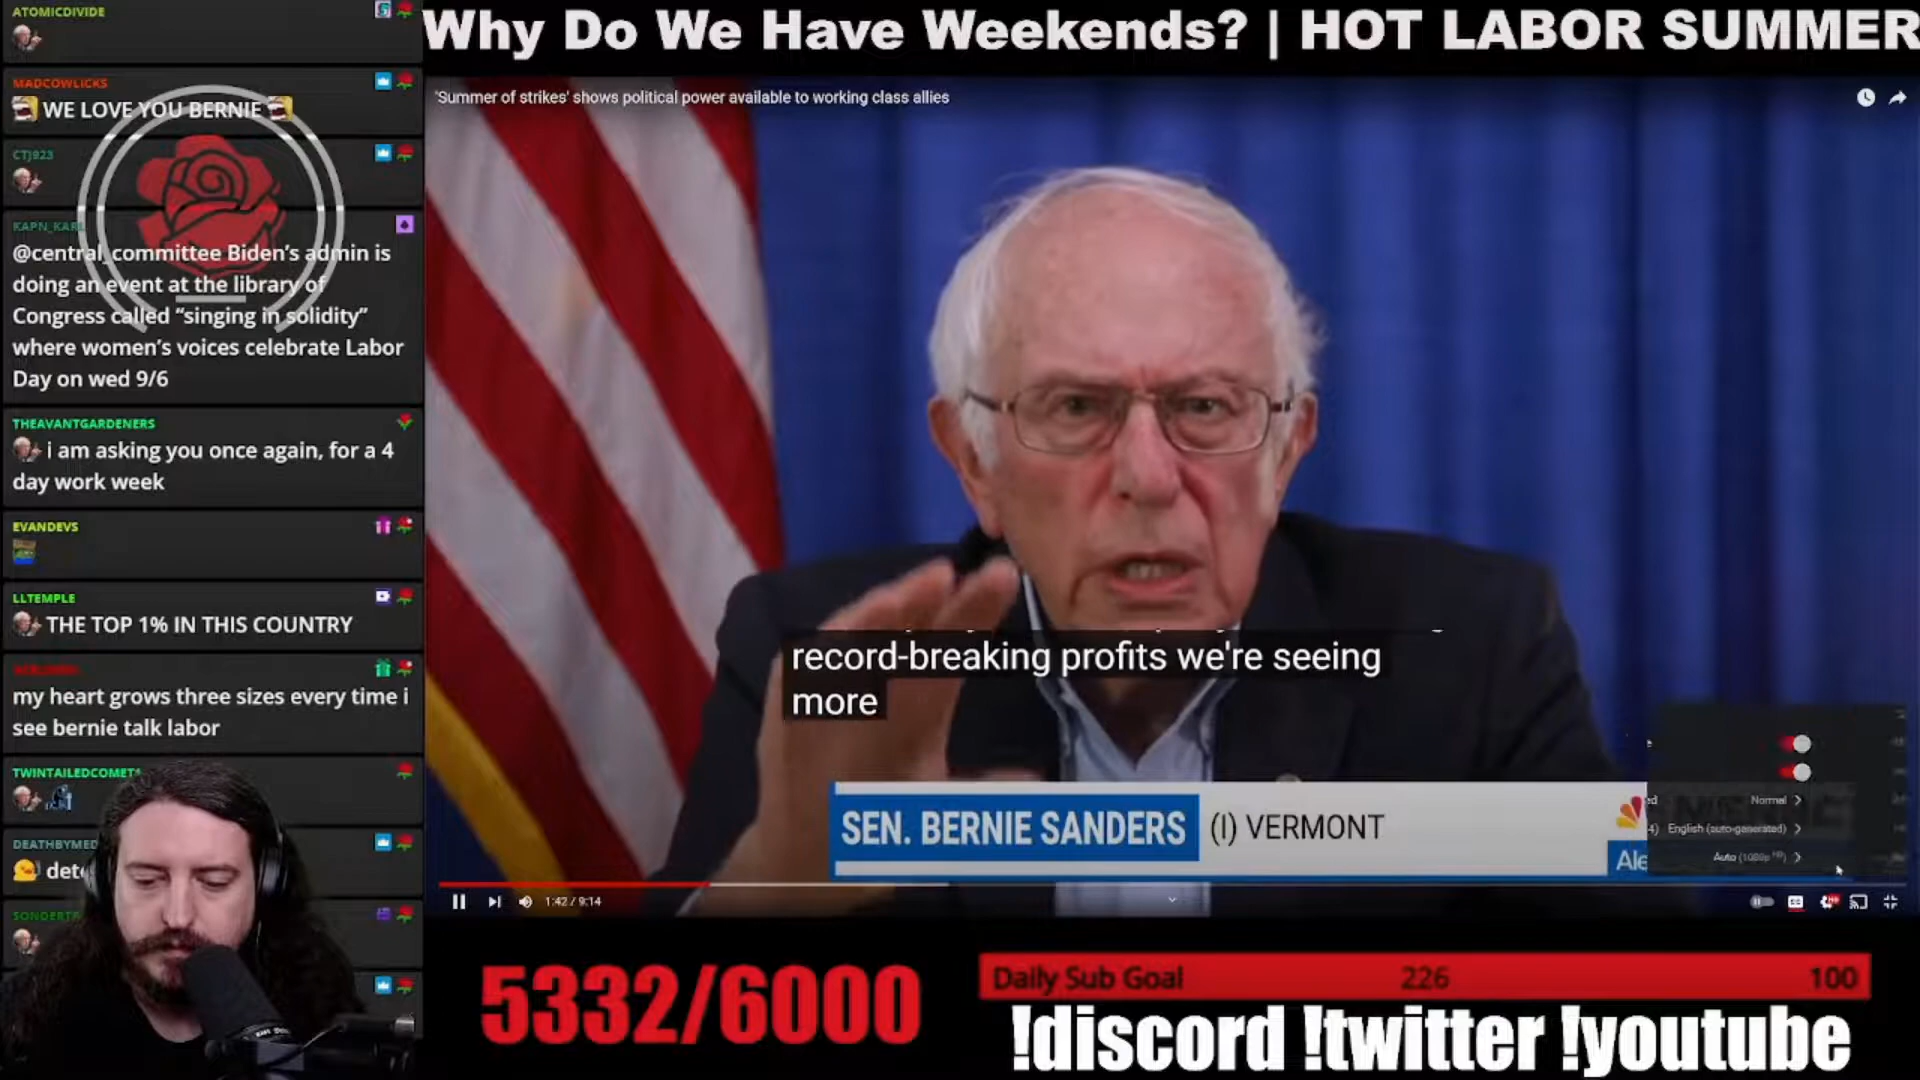 Why Do We Have Weekends? | HOT LABOR SUMMER
ATOMICDIVIDE
MADCOWLICKS
WE LOVE YOU BERNIE
CTJ923
@central_committee Biden's admin is
doing an event at the library of
Congress called “singing in solidity”
where women's voices celebrate Labor
Day on wed 9/6
THEAVANTGARDENERS
i am asking you once again, for a 4
day work week
EVANDEVS
LLTEMPLE
THE TOP 1% IN THIS COUNTRY
my heart grows three sizes every time i
see bernie talk labor
'Summer of strikes' shows political power available to working class allies
record-breaking profits we're seeing
more
SEN. BERNIE SANDERS (I) VERMONT
Normal
English (auto-generated)
Auto (1080p HD)
1:42 / 9:14
5332/6000
Daily Sub Goal 226 100
!discord !twitter !youtube